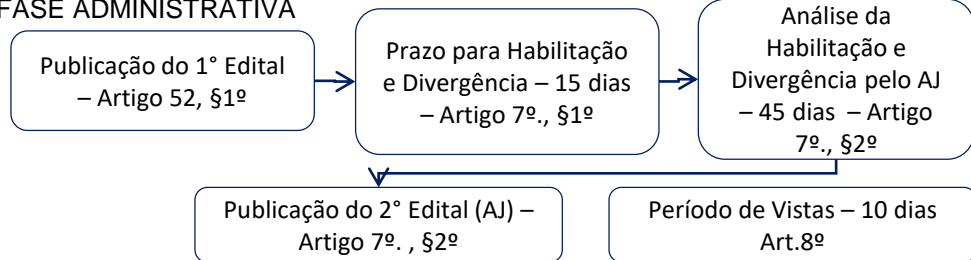 FASE ADMINISTRATIVA
Publicação do 1° Edital
– Artigo 52, §1º
Prazo para Habilitação
e Divergência – 15 dias
– Artigo 7º., §1º
Análise da
Habilitação e
Divergência pelo AJ
– 45 dias – Artigo
7º., §2º
Publicação do 2° Edital (AJ) –
Artigo 7º. , §2º
Período de Vistas – 10 dias
Art.8º